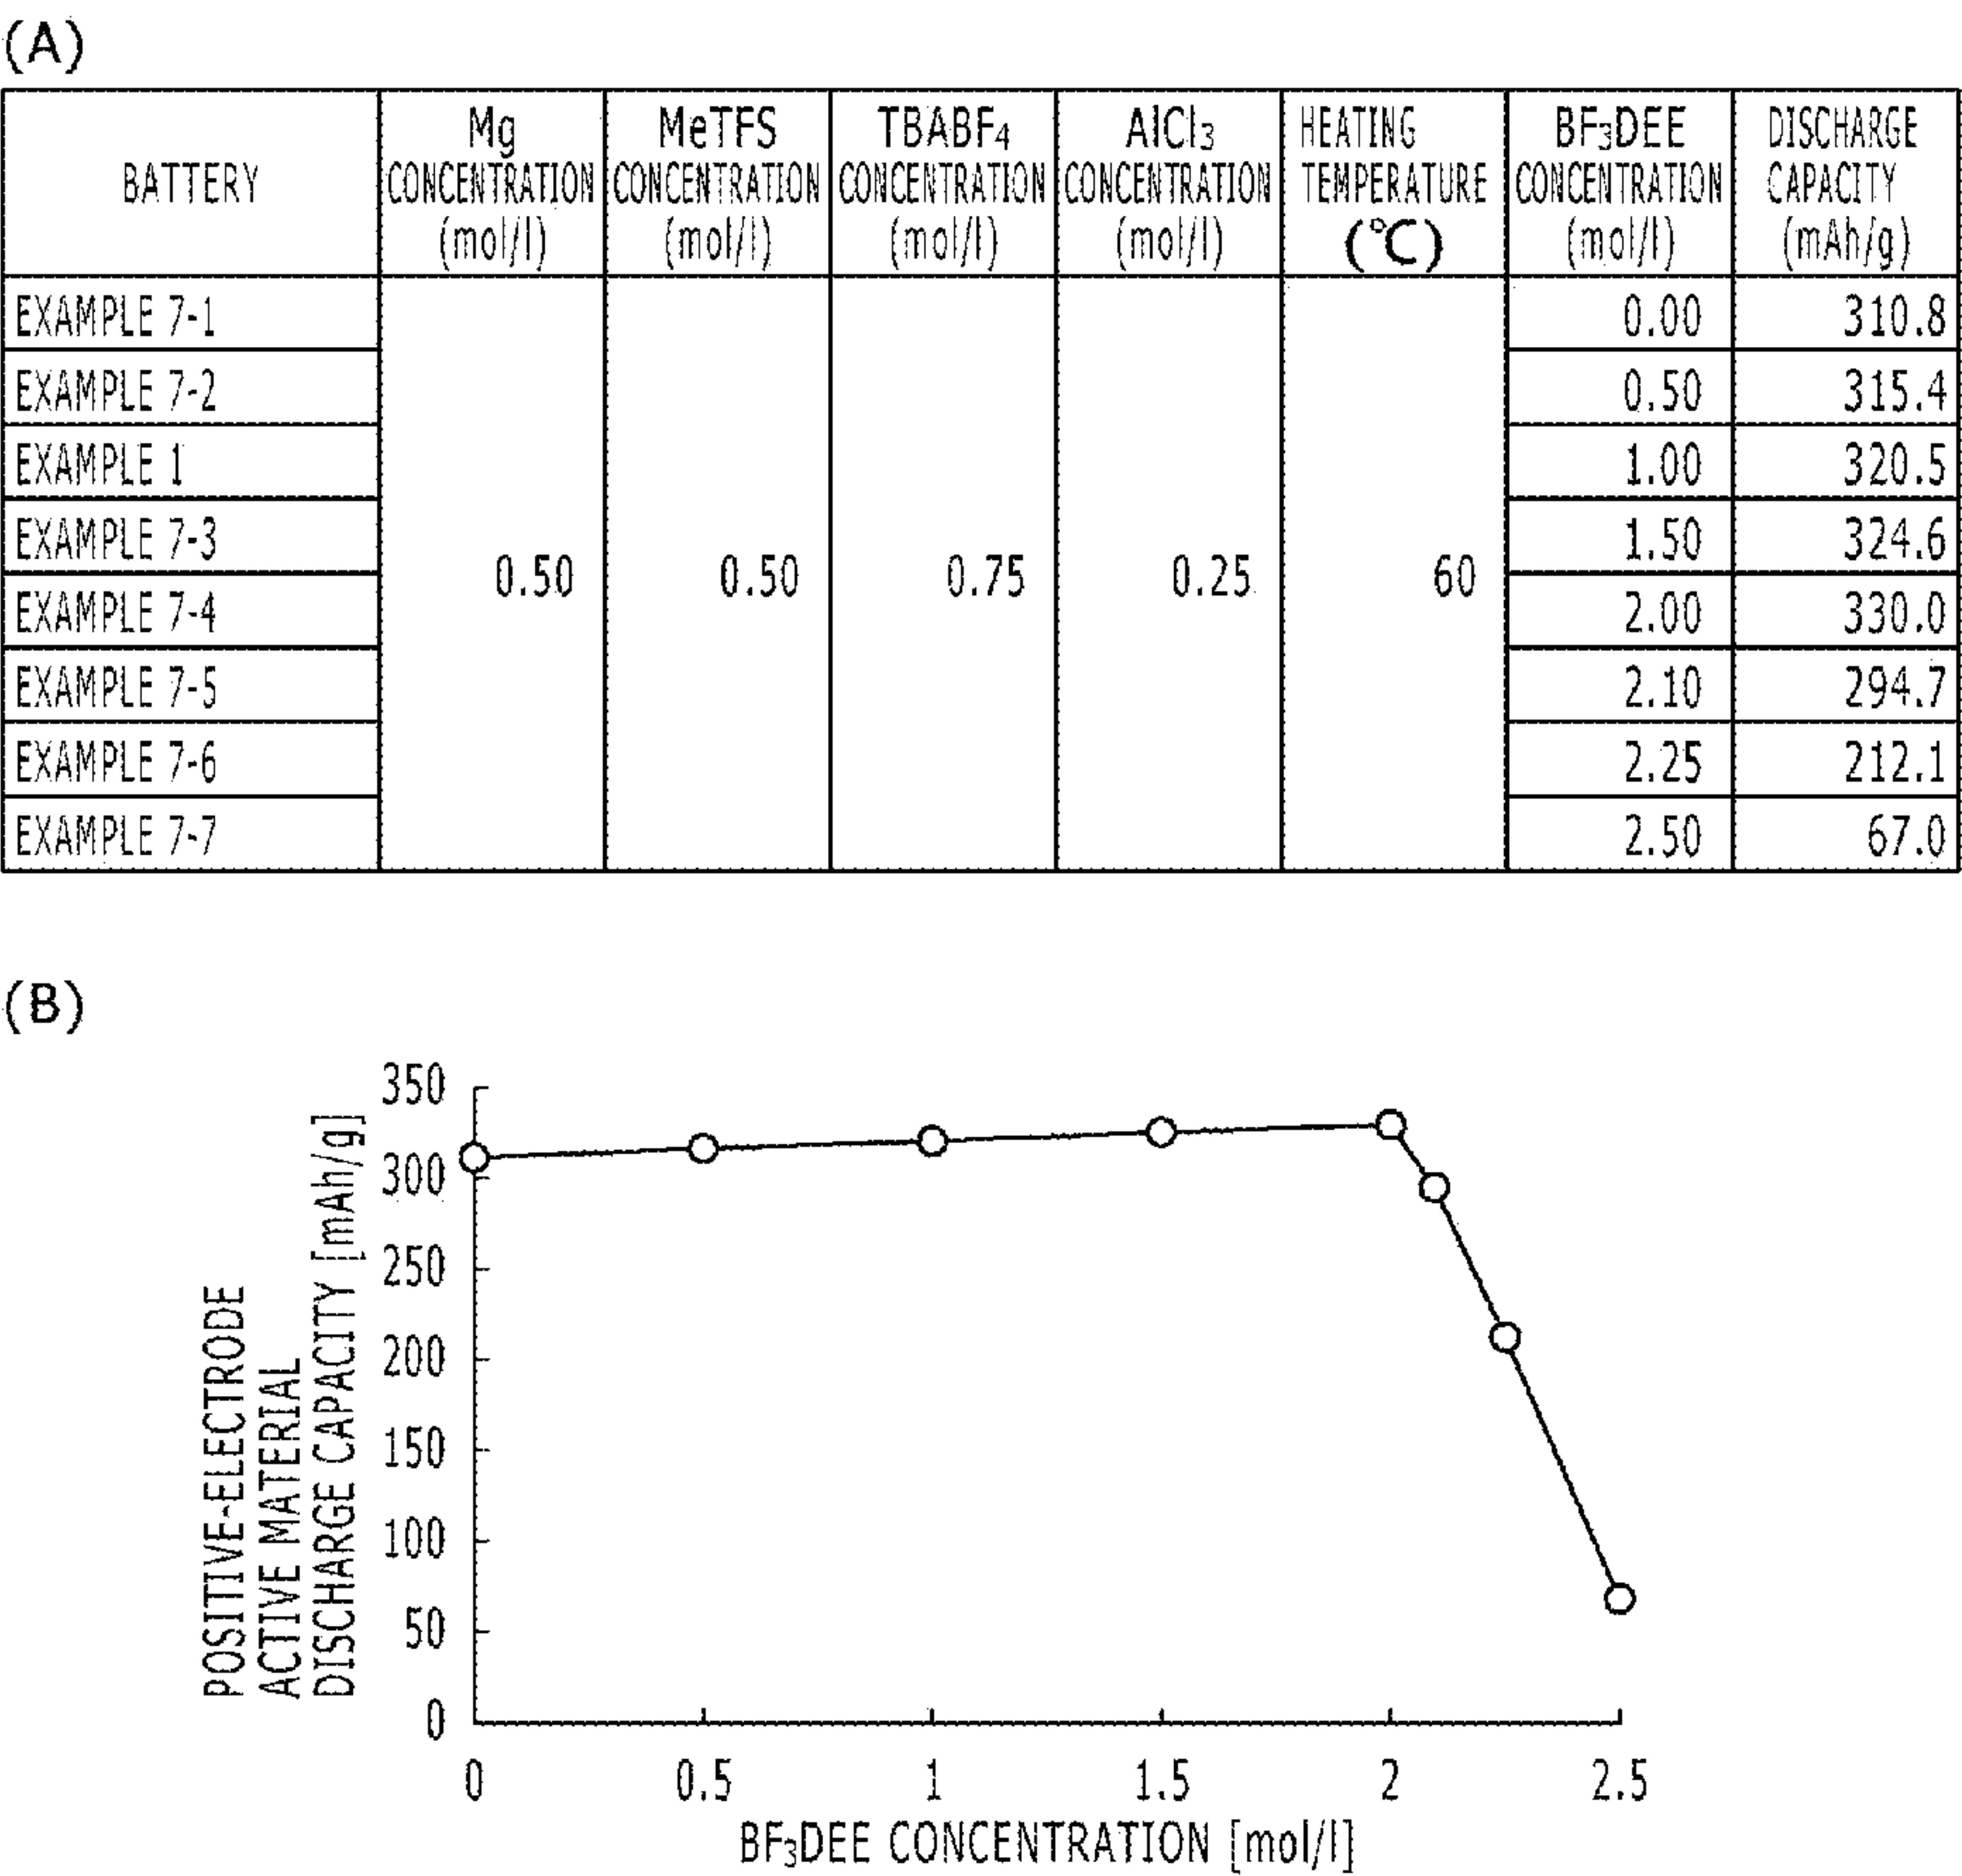 (A)
BATTERY
Mg
CONCENTRATION
(mol/l)
MeTFS
CONCENTRATION
(mol/l)
TBABF₄
CONCENTRATION
(mol/l)
AlCl₃
CONCENTRATION
(mol/l)
HEATING
TEMPERATURE
(°C)
BF₃DEE
CONCENTRATION
(mol/l)
DISCHARGE
CAPACITY
(mAh/g)
EXAMPLE 7-1 0.00 310.8
EXAMPLE 7-2 0.50 315.4
EXAMPLE 1 1.00 320.5
EXAMPLE 7-3 1.50 324.6
0.50 0.50 0.75 0.25 60
EXAMPLE 7-4 2.00 330.0
EXAMPLE 7-5 2.10 294.7
EXAMPLE 7-6 2.25 212.1
EXAMPLE 7-7 2.50 67.0
(B)
POSITIVE-ELECTRODE
ACTIVE MATERIAL
DISCHARGE CAPACITY [mAh/g]
350
300
250
200
150
100
50
0
0 0.5 1 1.5 2 2.5
BF₃DEE CONCENTRATION [mol/l]